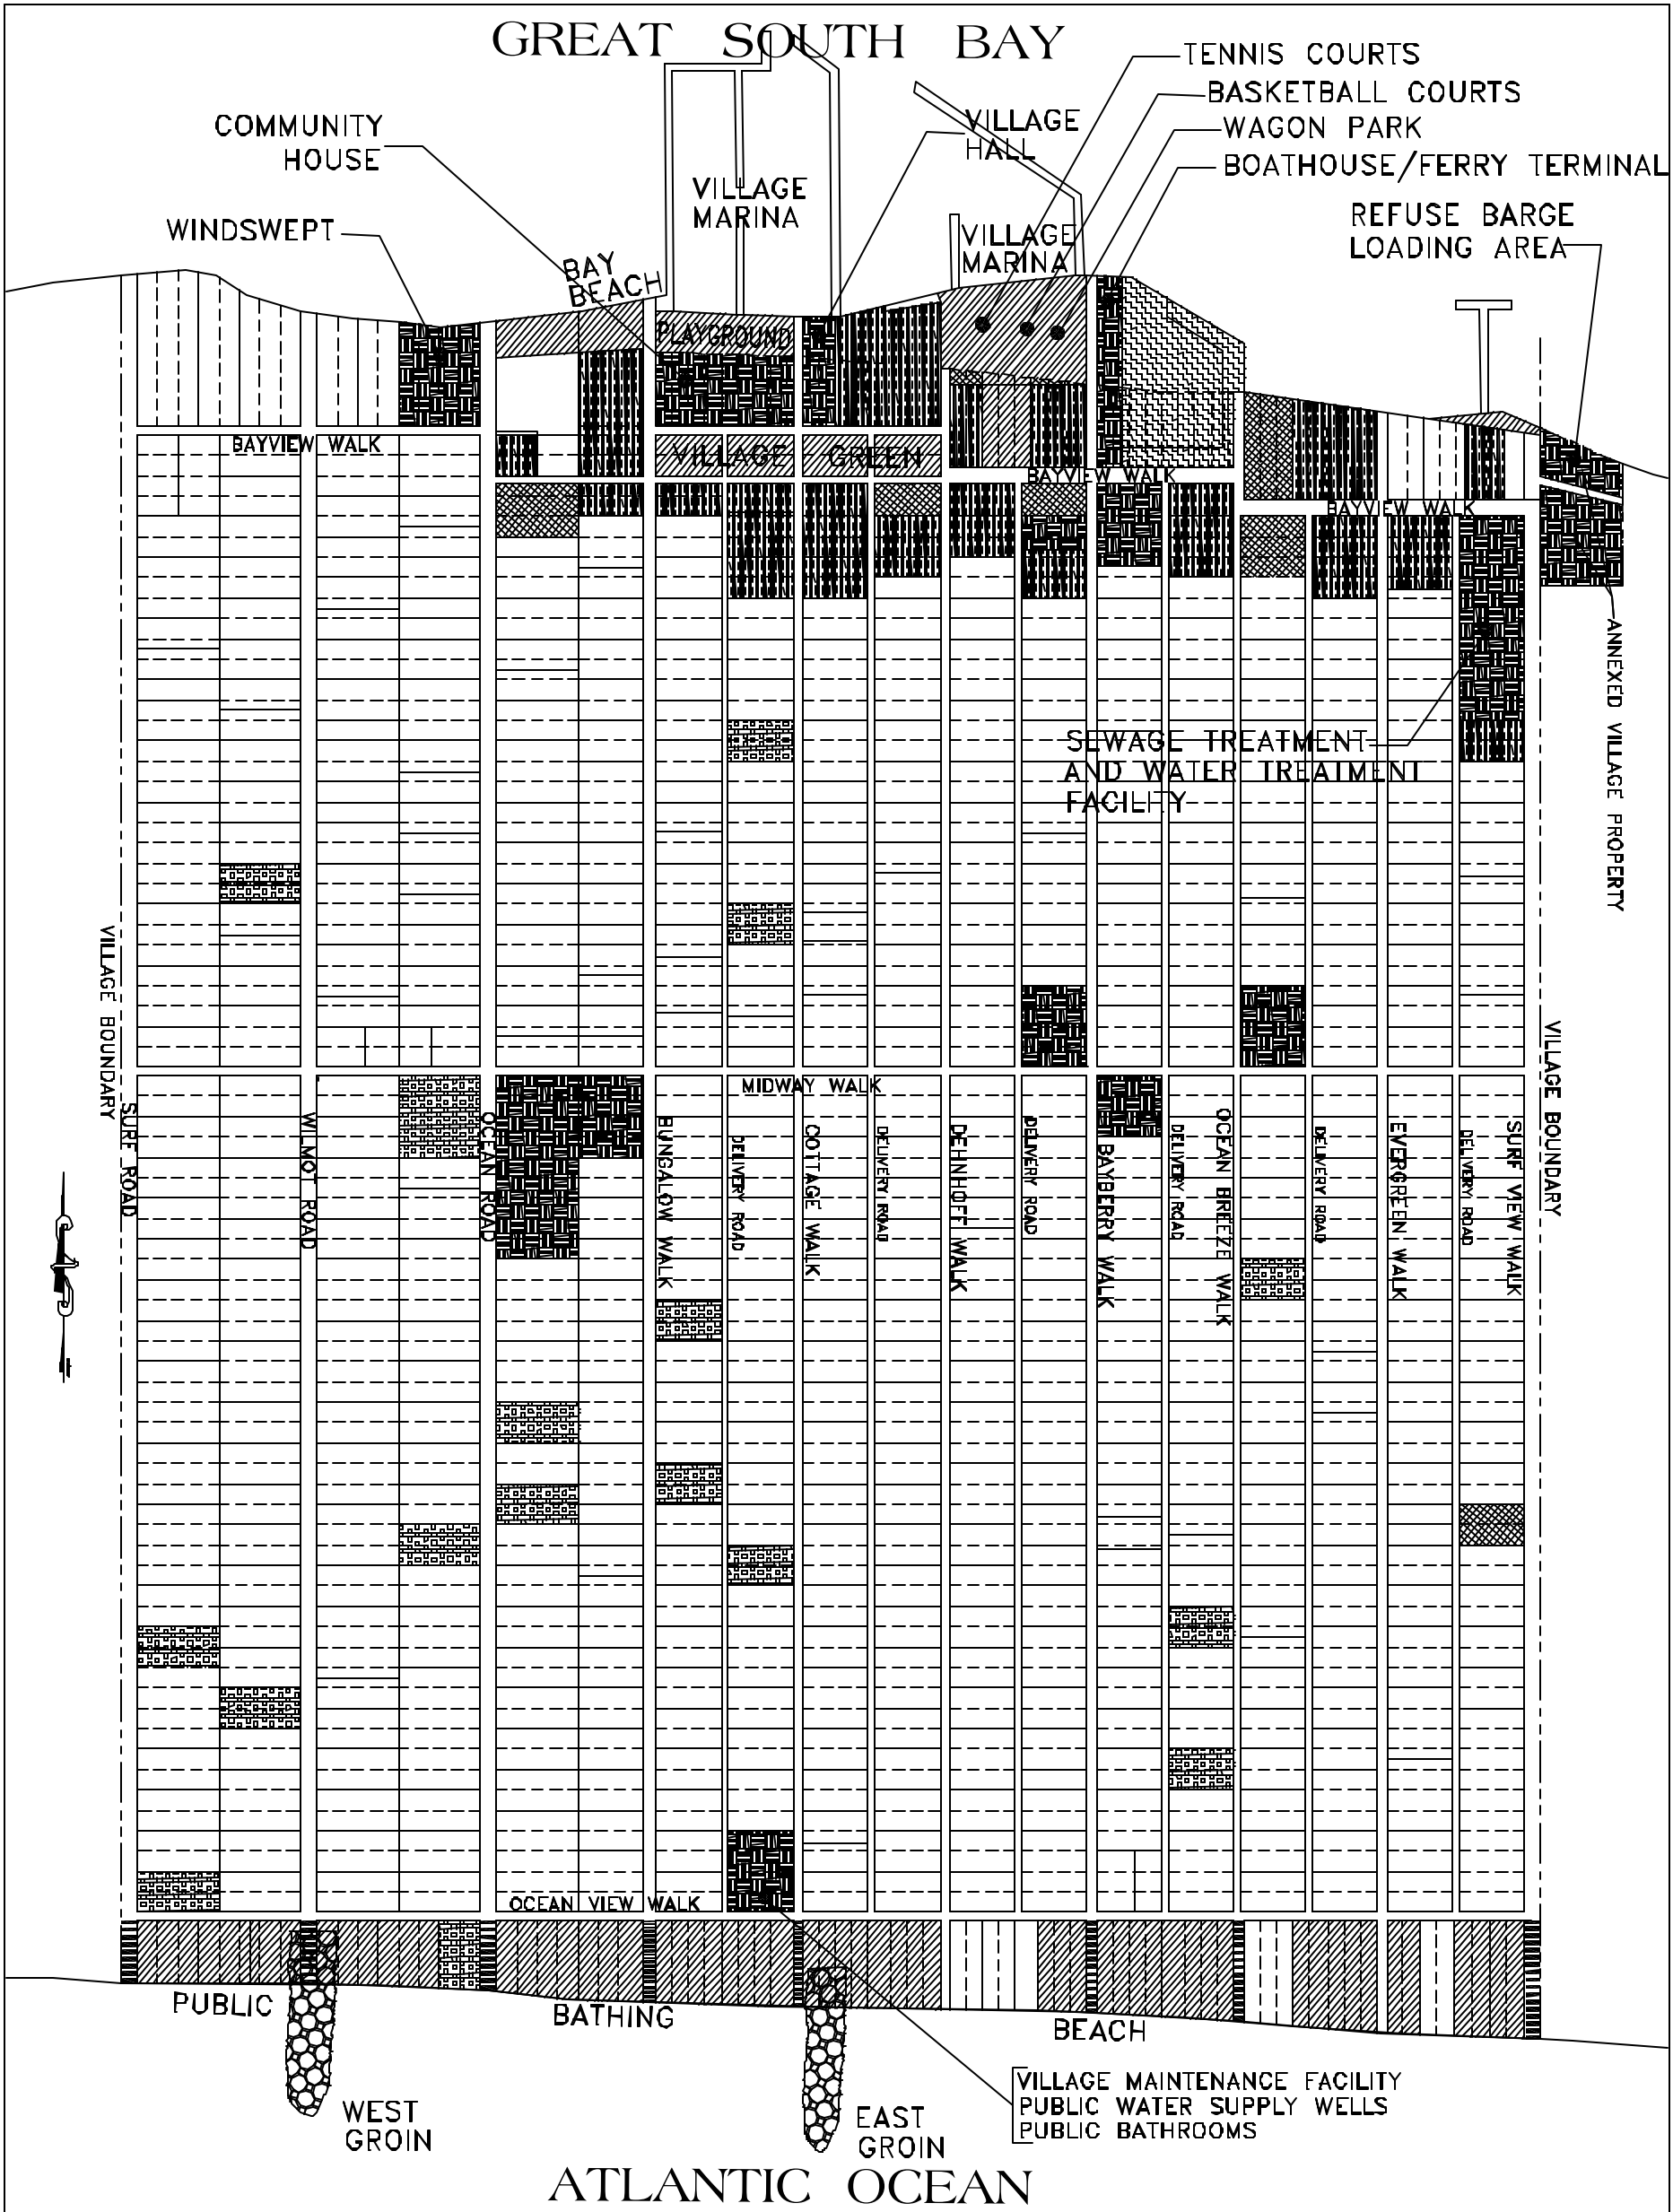 GREAT SOUTH BAY
TENNIS COURTS
BASKETBALL COURTS
WAGON PARK
BOATHOUSE/FERRY TERMINAL
COMMUNITY
HOUSE
VILLAGE
HALL
VILLAGE
MARINA
WINDSWEPT
REFUSE BARGE
LOADING AREA
VILLAGE
MARINA
BAY
BEACH
PLAYGROUND
BAYVIEW WALK
VILLAGE GREEN
BAYVIEW WALK
BAYVIEW WALK
ANNEXED VILLAGE PROPERTY
SEWAGE TREATMENT
AND WATER TREATMENT
FACILITY
VILLAGE BOUNDARY
VILLAGE BOUNDARY
MIDWAY WALK
SURF ROAD
WILMOT ROAD
OCEAN ROAD
BUNGALOW WALK
DELIVERY ROAD
COTTAGE WALK
DELIVERY ROAD
DEHNHOFF WALK
DELIVERY ROAD
BAYBERRY WALK
DELIVERY ROAD
OCEAN BREEZE WALK
DELIVERY ROAD
EVERGREEN WALK
DELIVERY ROAD
SURF VIEW WALK
OCEAN VIEW WALK
PUBLIC
BATHING
BEACH
WEST
GROIN
EAST
GROIN
VILLAGE MAINTENANCE FACILITY
PUBLIC WATER SUPPLY WELLS
PUBLIC BATHROOMS
ATLANTIC OCEAN